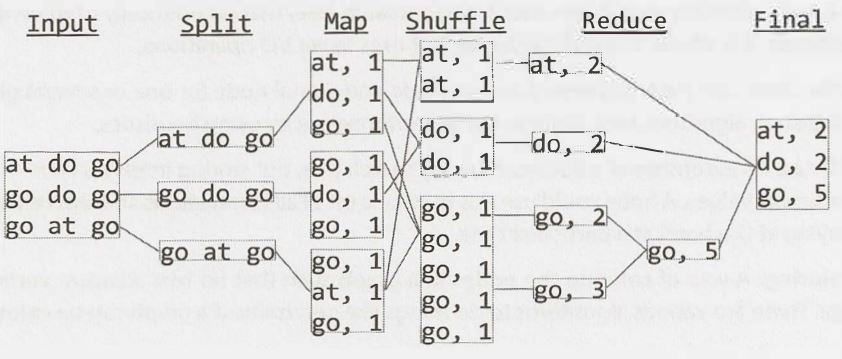 Input Split Map Shuffle Reduce Final
at do go
go do go
go at go
at do go
go do go
go at go
at, 1
do, 1
go, 1
go, 1
do, 1
go, 1
go, 1
at, 1
go, 1
at, 1
at, 1
do, 1
do, 1
go, 1
go, 1
go, 1
go, 1
go, 1
at, 2
do, 2
go, 2
go, 3
go, 5
at, 2
do, 2
go, 5